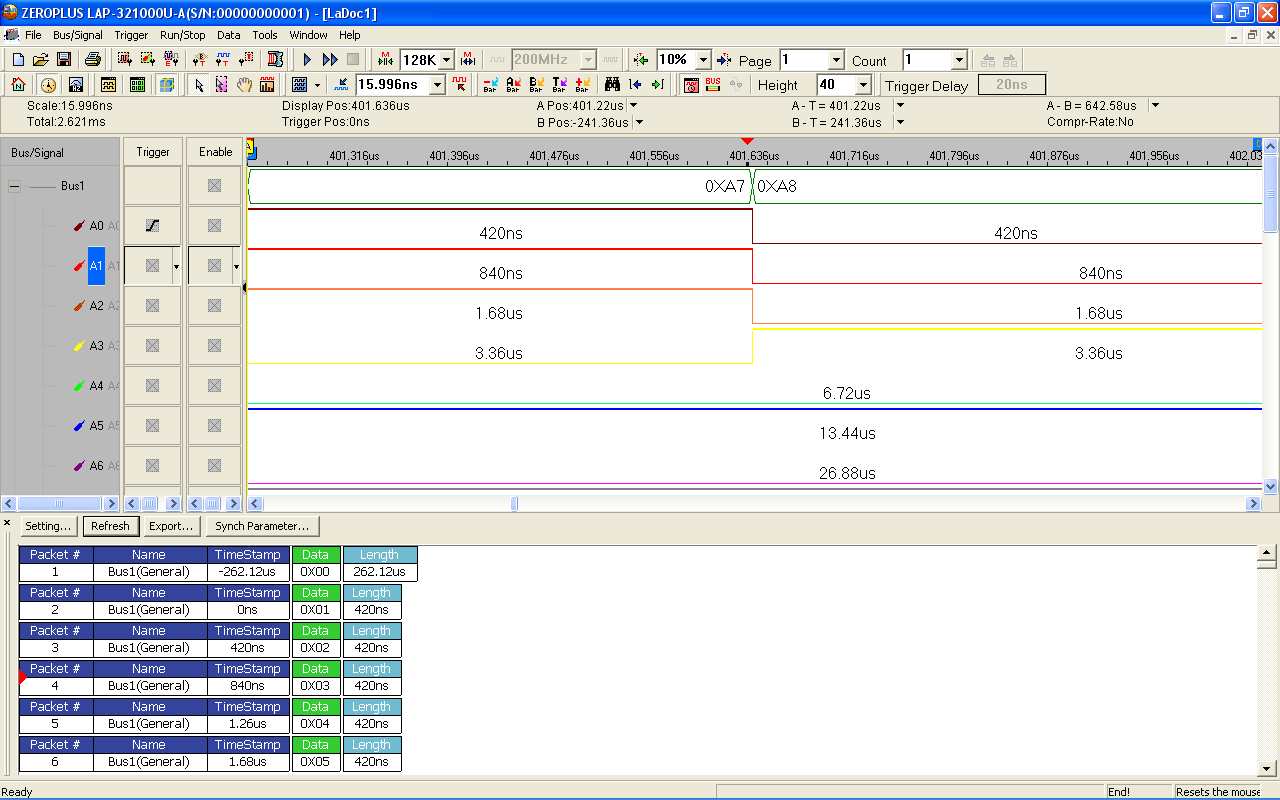 ZEROPLUS LAP-321000U-A(S/N:00000000001) - [LaDoc1]
File Bus/Signal Trigger Run/Stop Data Tools Window Help
128K 200MHz 10% Page 1 Count 1
15.996ns Bar Bar Bar Bar Bar BUS Height 40 Trigger Delay 20ns
Scale:15.996ns Display Pos:401.636us A Pos:401.22us A - T = 401.22us A - B = 642.58us
Total:2.621ms Trigger Pos:0ns B Pos:-241.36us B - T = 241.36us Compr-Rate:No
Bus/Signal Trigger Enable 401.316us 401.396us 401.476us 401.556us 401.636us 401.716us 401.796us 401.876us 401.956us 402.03
Bus1 0XA7 0XA8
A0 A0 420ns 420ns
A1 A1 840ns 840ns
A2 A2 1.68us 1.68us
A3 A3 3.36us 3.36us
A4 A4 6.72us
A5 A5 13.44us
A6 A6 26.88us
Setting... Refresh Export... Synch Parameter...
Packet # Name TimeStamp Data Length
1 Bus1(General) -262.12us 0X00 262.12us
Packet # Name TimeStamp Data Length
2 Bus1(General) 0ns 0X01 420ns
Packet # Name TimeStamp Data Length
3 Bus1(General) 420ns 0X02 420ns
Packet # Name TimeStamp Data Length
4 Bus1(General) 840ns 0X03 420ns
Packet # Name TimeStamp Data Length
5 Bus1(General) 1.26us 0X04 420ns
Packet # Name TimeStamp Data Length
6 Bus1(General) 1.68us 0X05 420ns
Ready End! Resets the mouse